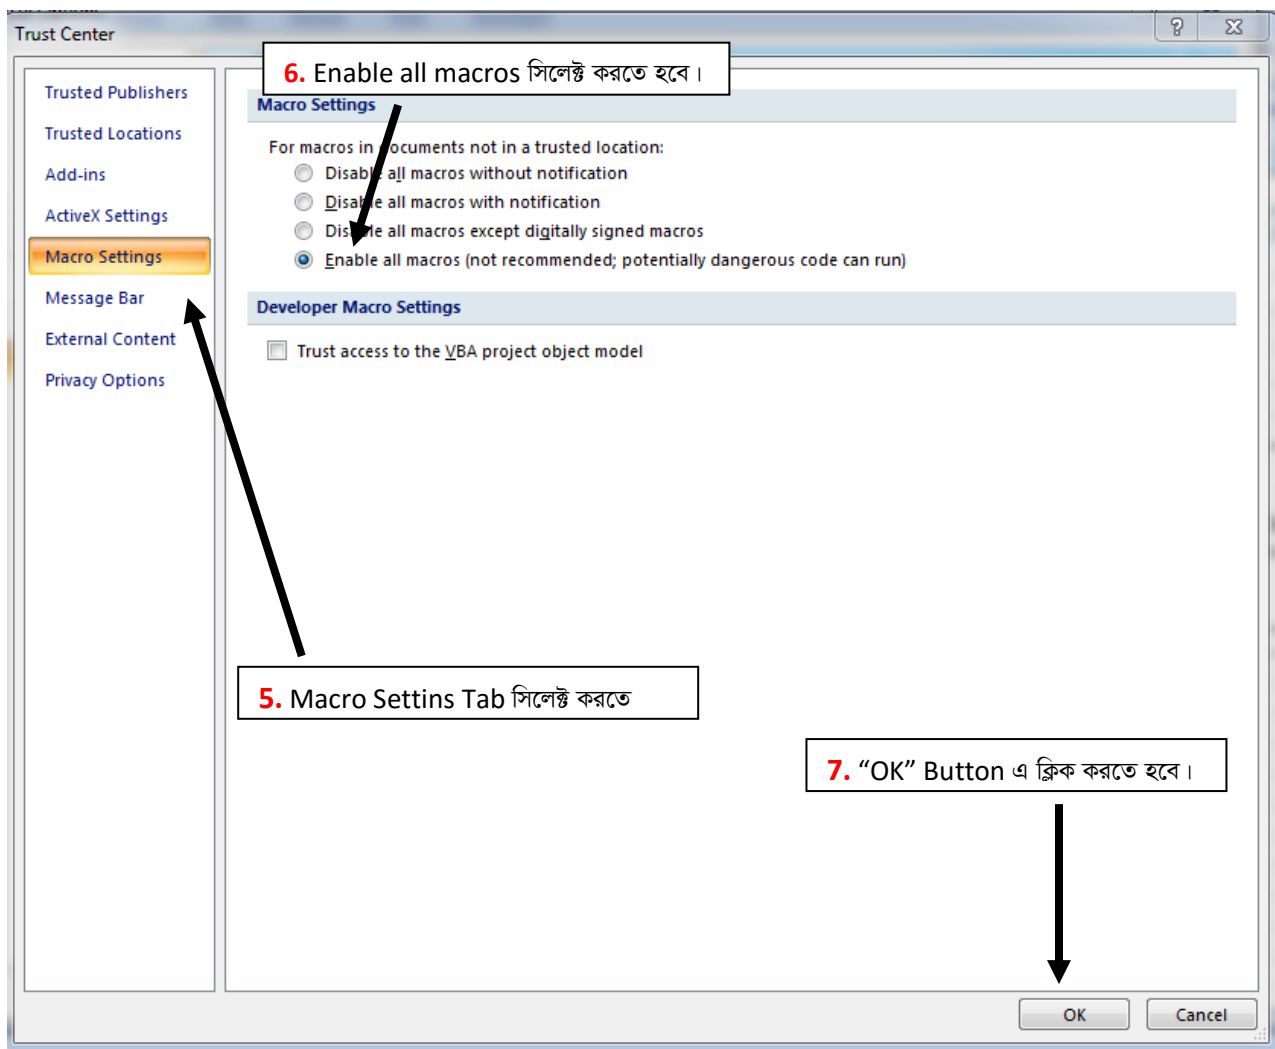 Trust Center
6. Enable all macros সিলেক্ট করতে হবে।
Trusted Publishers
Trusted Locations
Add-ins
ActiveX Settings
Macro Settings
Message Bar
External Content
Privacy Options
Macro Settings
For macros in documents not in a trusted location:
Disable all macros without notification
Disable all macros with notification
Disable all macros except digitally signed macros
Enable all macros (not recommended; potentially dangerous code can run)
Developer Macro Settings
Trust access to the VBA project object model
5. Macro Settins Tab সিলেক্ট করতে
7. “OK” Button এ ক্লিক করতে হবে।
OK
Cancel